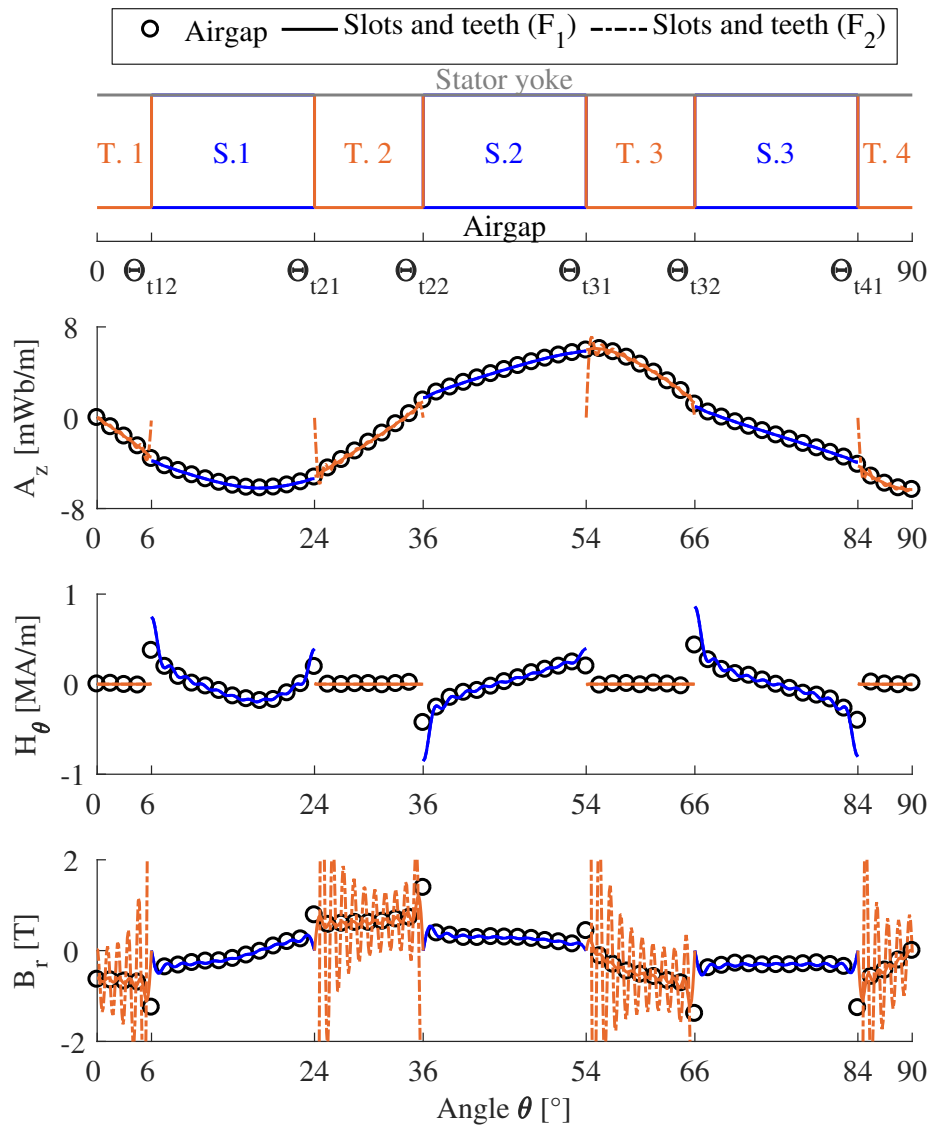 Airgap Slots and teeth (F1) Slots and teeth (F2)
Stator yoke
T. 1 S.1 T. 2 S.2 T. 3 S.3 T. 4
Airgap
0 Θt12 Θt21 Θt22 Θt31 Θt32 Θt41 90
Az [mWb/m]
8
0
-8
0 6 24 36 54 66 84 90
Hθ [MA/m]
1
0
-1
0 6 24 36 54 66 84 90
Br [T]
2
0
-2
0 6 24 36 54 66 84 90
Angle θ [°]